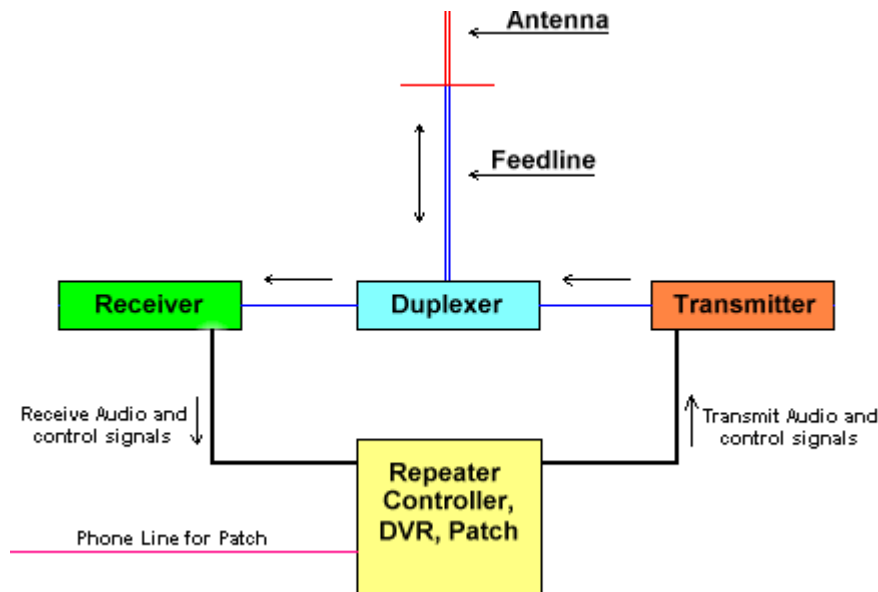 Antenna
Feedline
Receiver
Duplexer
Transmitter
Receive Audio and
control signals
Transmit Audio and
control signals
Repeater
Controller,
DVR, Patch
Phone Line for Patch